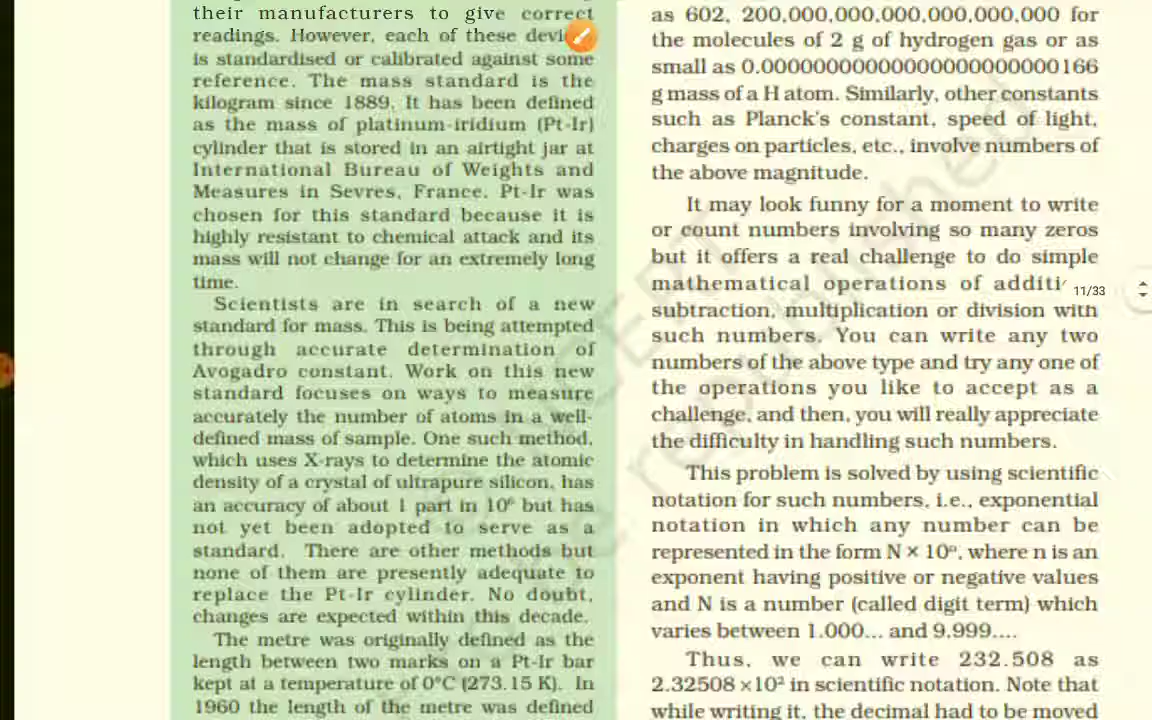 their manufacturers to give correct
readings. However, each of these
is standardised or calibrated against some
reference. The mass standard is the
kilogram since 1889. It has been defined
as the mass of platinum-iridium (Pt-Ir)
cylinder that is stored in an airtight jar at
International Bureau of Weights and
Measures in Sevres, France. Pt-Ir was
chosen for this standard because it is
highly resistant to chemical attack and its
mass will not change for an extremely long
time.
Scientists are in search of a new
standard for mass. This is being attempted
through accurate determination of
Avogadro constant. Work on this new
standard focuses on ways to measure
accurately the number of atoms in a well-
defined mass of sample. One such method,
which uses X-rays to determine the atomic
density of a crystal of ultrapure silicon, has
an accuracy of about 1 part in 10⁶ but has
not yet been adopted to serve as a
standard. There are other methods but
none of them are presently adequate to
replace the Pt-Ir cylinder. No doubt,
changes are expected within this decade.
The metre was originally defined as the
length between two marks on a Pt-Ir bar
kept at a temperature of 0°C (273.15 K). In
1960 the length of the metre was defined
as 602, 200,000,000,000,000,000,000 for
the molecules of 2 g of hydrogen gas or as
small as 0.00000000000000000000000166
g mass of a H atom. Similarly, other constants
such as Planck's constant, speed of light,
charges on particles, etc., involve numbers of
the above magnitude.
It may look funny for a moment to write
or count numbers involving so many zeros
but it offers a real challenge to do simple
mathematical operations of
subtraction, multiplication or division with
such numbers. You can write any two
numbers of the above type and try any one of
the operations you like to accept as a
challenge, and then, you will really appreciate
the difficulty in handling such numbers.
This problem is solved by using scientific
notation for such numbers, i.e., exponential
notation in which any number can be
represented in the form N × 10ⁿ, where n is an
exponent having positive or negative values
and N is a number (called digit term) which
varies between 1.000... and 9.999....
Thus, we can write 232.508 as
2.32508 ×10² in scientific notation. Note that
while writing it, the decimal had to be moved
11/33